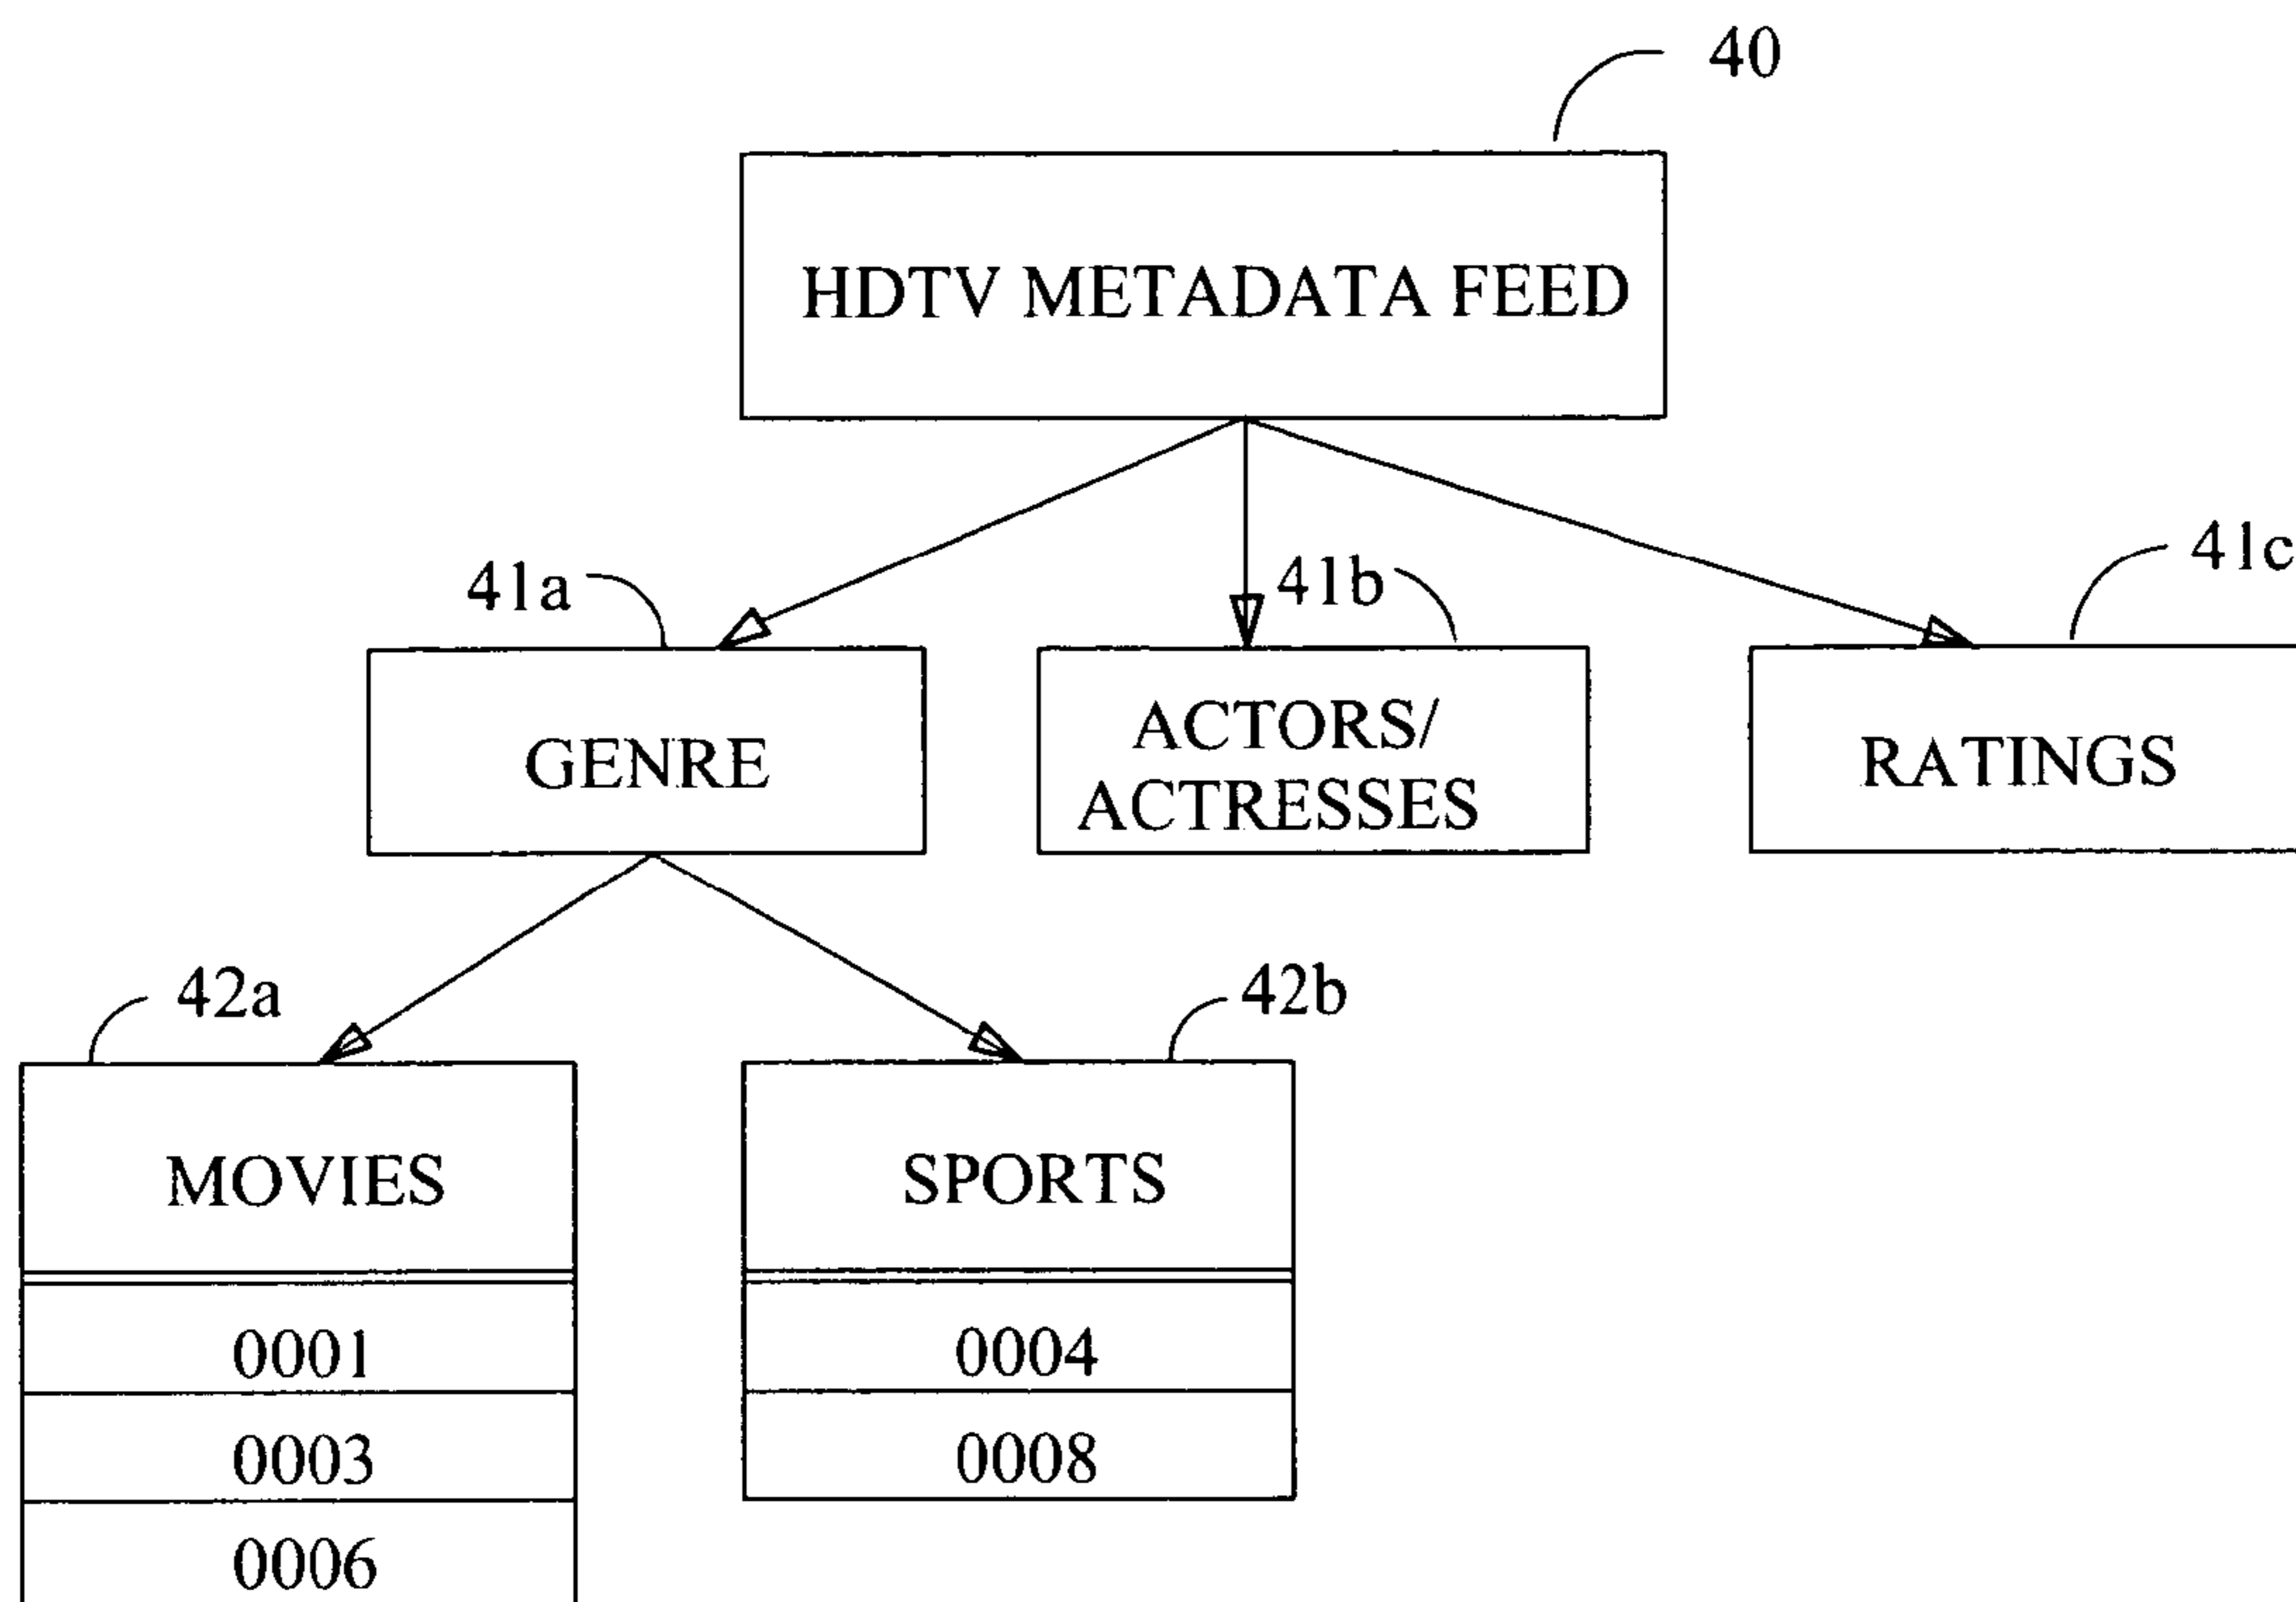 40
HDTV METADATA FEED
41a
41b
41c
GENRE
ACTORS/
ACTRESSES
RATINGS
42a
42b
MOVIES
SPORTS
0001
0004
0003
0008
0006